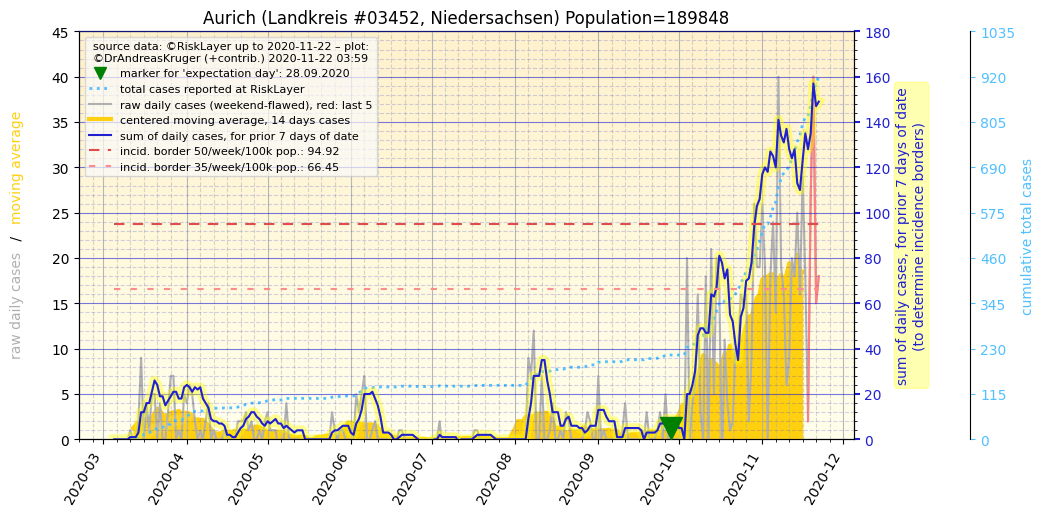 Aurich (Landkreis #03452, Niedersachsen) Population=189848
source data: ©RiskLayer up to 2020-11-22 – plot:
©DrAndreasKruger (+contrib.) 2020-11-22 03:59
marker for 'expectation day': 28.09.2020
total cases reported at RiskLayer
raw daily cases (weekend-flawed), red: last 5
centered moving average, 14 days cases
sum of daily cases, for prior 7 days of date
incid. border 50/week/100k pop.: 94.92
incid. border 35/week/100k pop.: 66.45
raw daily cases / moving average
45
40
35
30
25
20
15
10
5
0
180
160
140
120
100
80
60
40
20
0
sum of daily cases, for prior 7 days of date
(to determine incidence borders)
1035
920
805
690
575
460
345
230
115
0
cumulative total cases
2020-03
2020-04
2020-05
2020-06
2020-07
2020-08
2020-09
2020-10
2020-11
2020-12